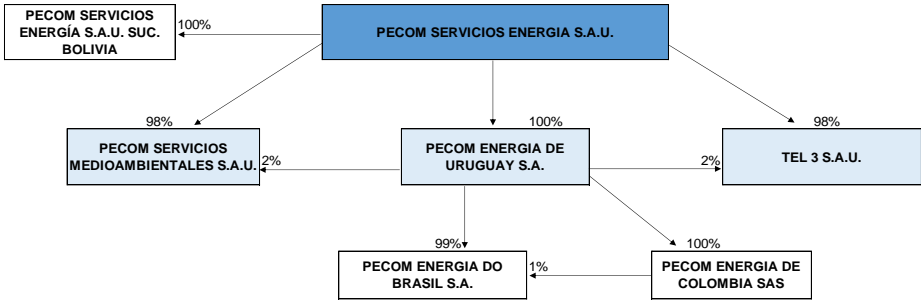 PECOM SERVICIOS
ENERGÍA S.A.U. SUC.
BOLIVIA
100%
PECOM SERVICIOS ENERGIA S.A.U.
98%
100%
98%
PECOM SERVICIOS
MEDIOAMBIENTALES S.A.U.
2%
PECOM ENERGIA DE
URUGUAY S.A.
2%
TEL 3 S.A.U.
99%
100%
PECOM ENERGIA DO
BRASIL S.A.
1%
PECOM ENERGIA DE
COLOMBIA SAS